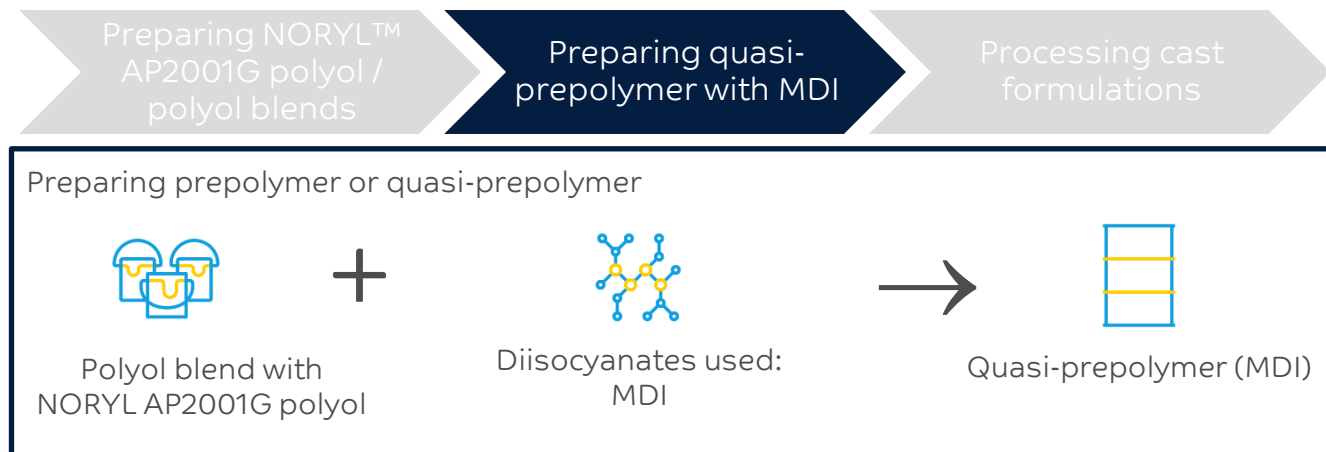 Preparing NORYL™
AP2001G polyol /
polyol blends
Preparing quasi-
prepolymer with MDI
Processing cast
formulations
Preparing prepolymer or quasi-prepolymer
Polyol blend with
NORYL AP2001G polyol
Diisocyanates used:
MDI
Quasi-prepolymer (MDI)